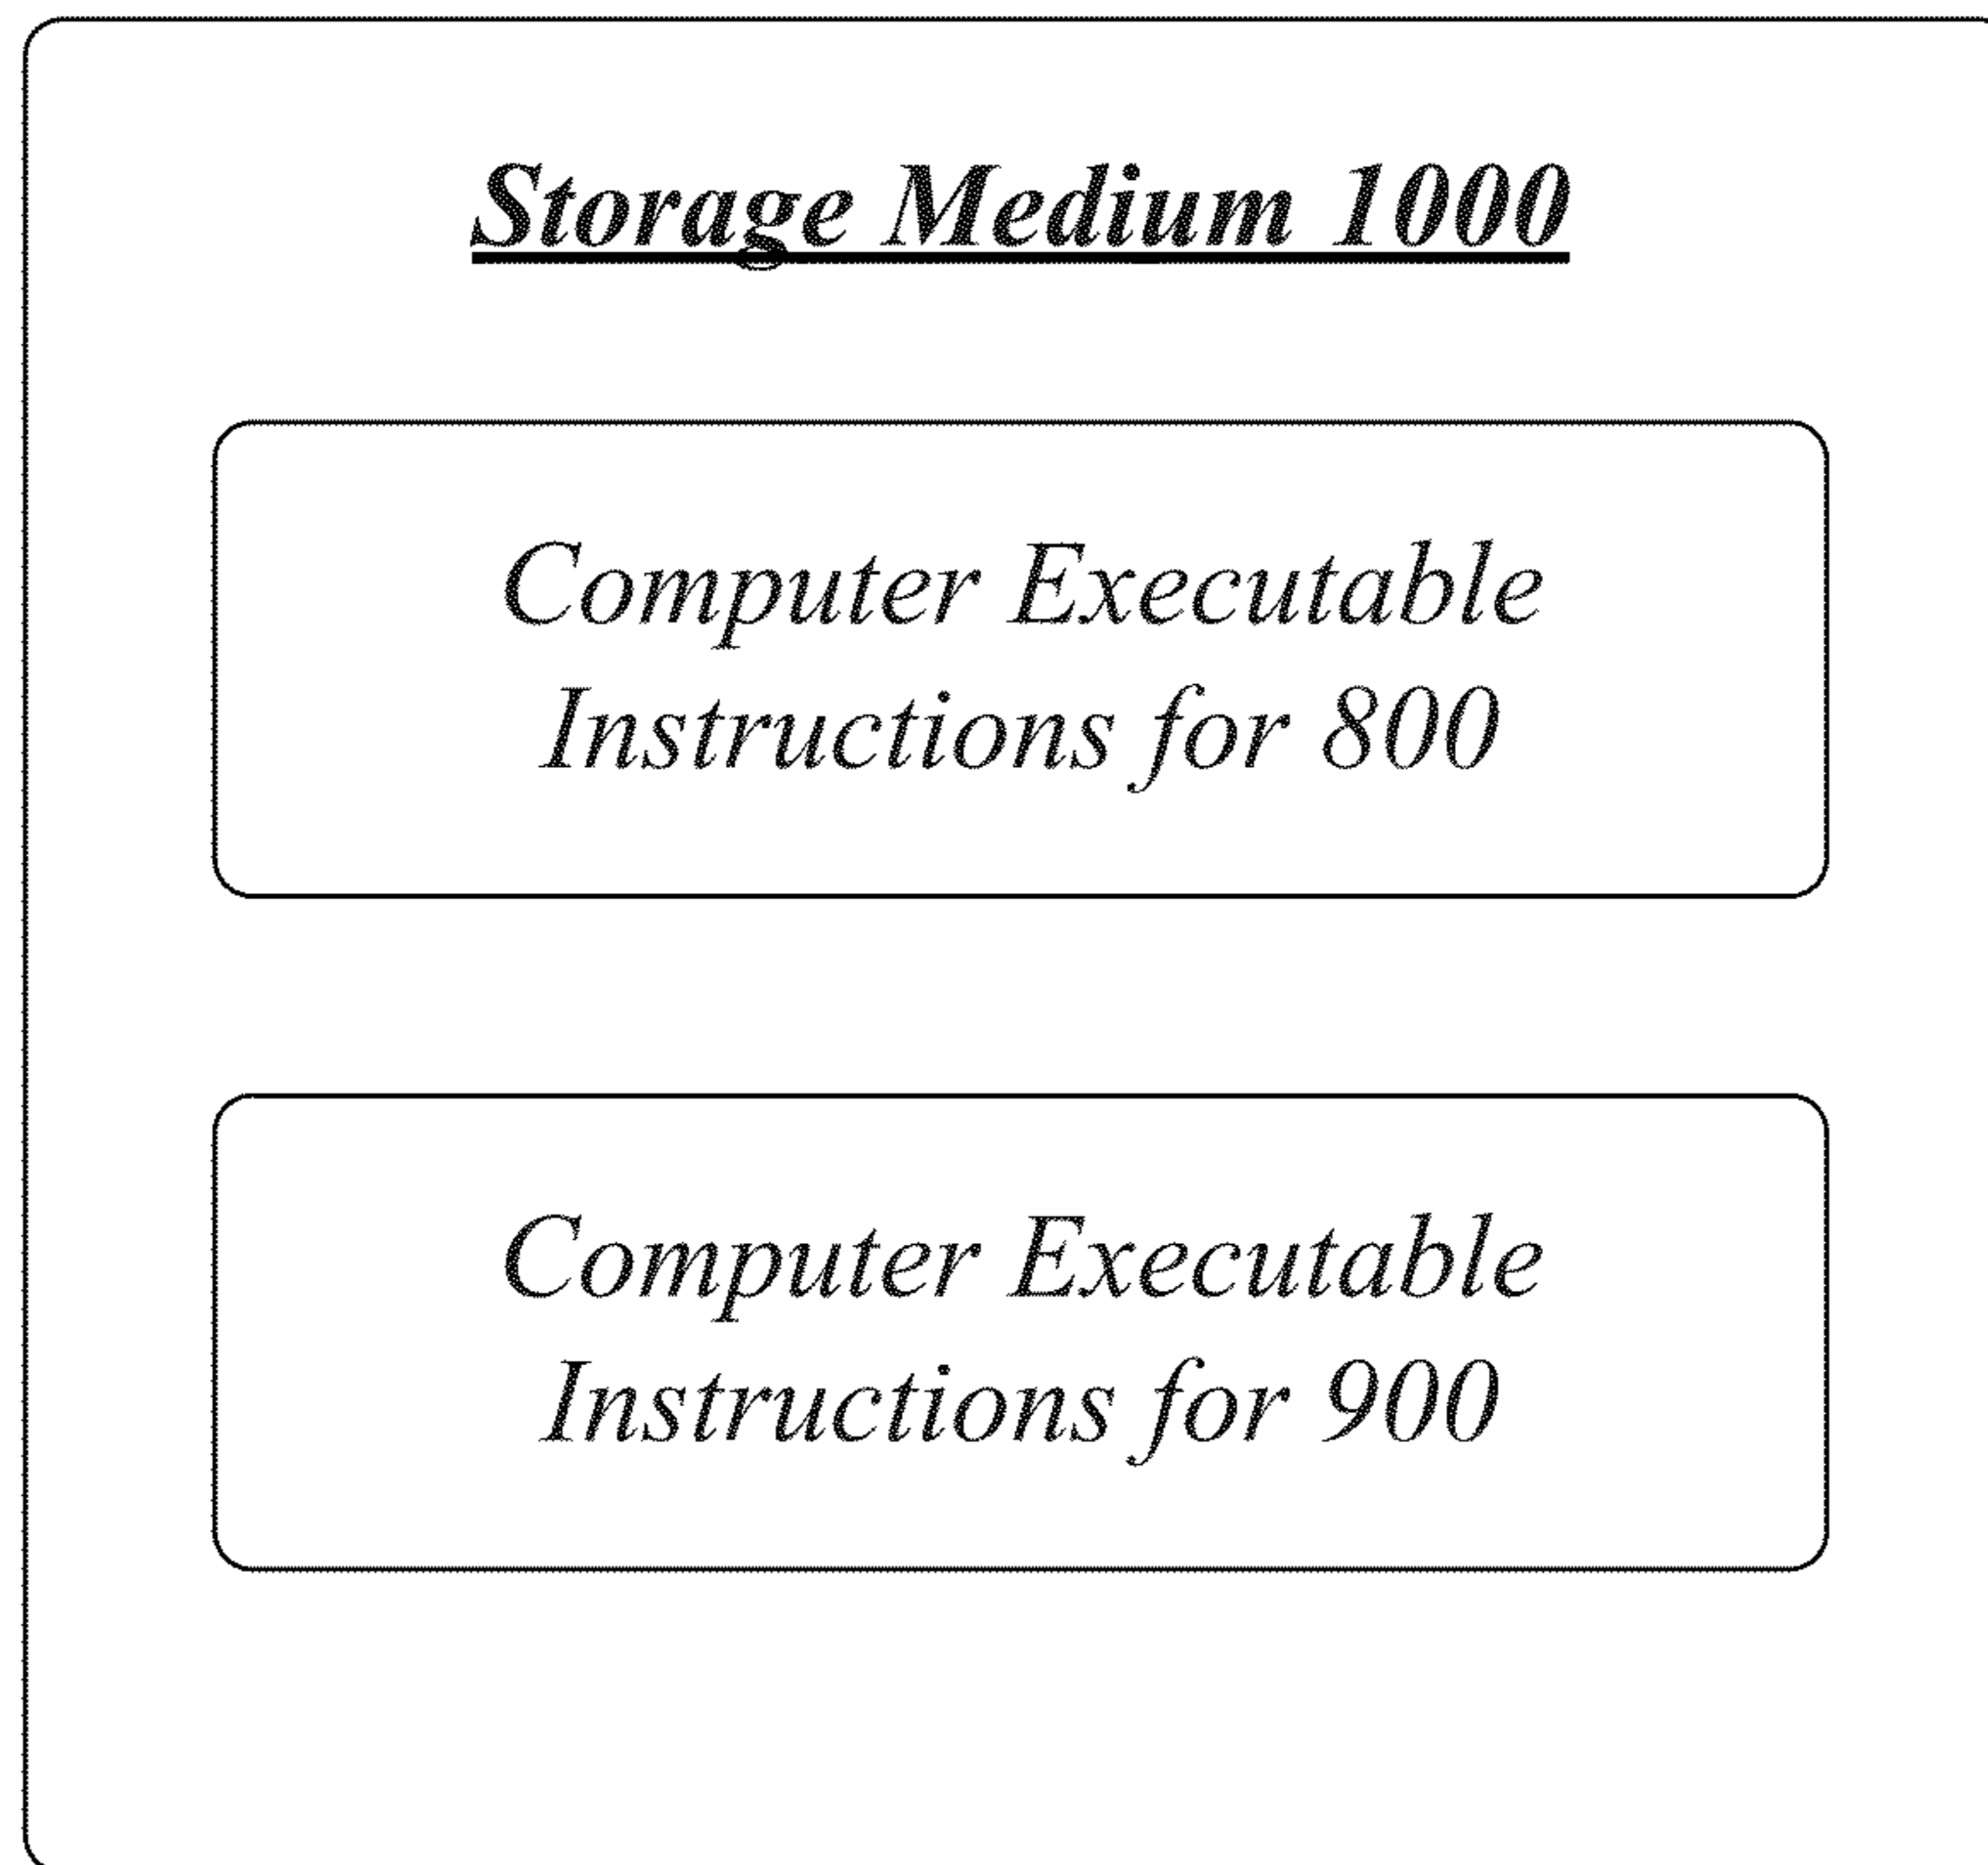 Storage Medium 1000
Computer Executable
Instructions for 800
Computer Executable
Instructions for 900